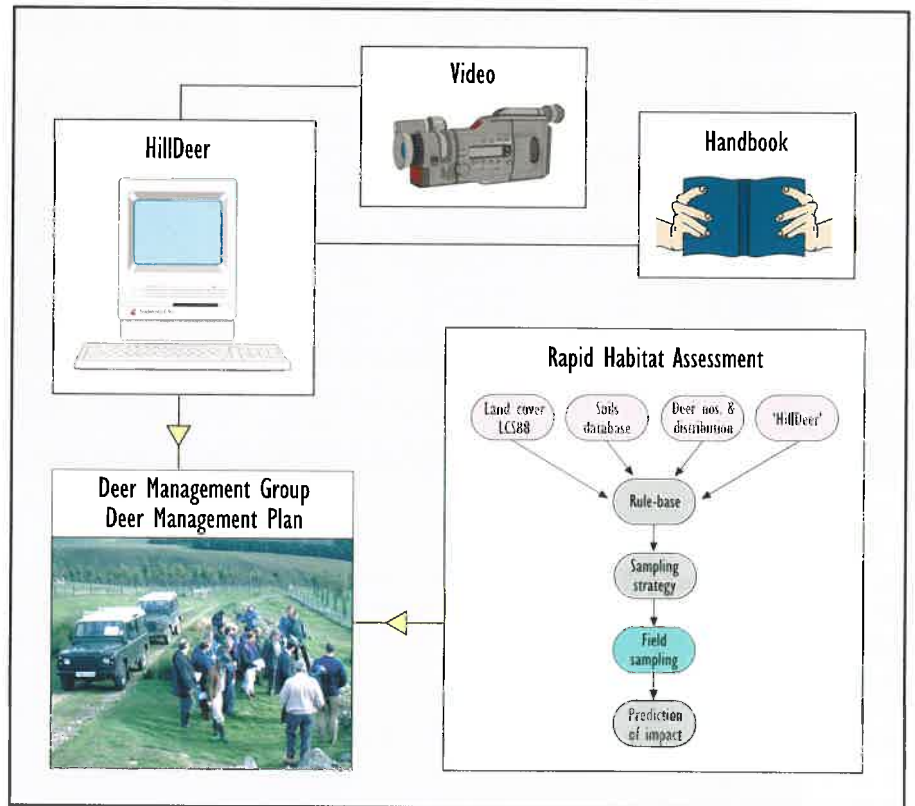 Video
HillDeer
Handbook
Rapid Habitat Assessment
Land cover
LCS88
Soils
database
Deer nos. &
distribution
'HillDeer'
Rule-base
Sampling
strategy
Field
sampling
Prediction
of impact
Deer Management Group
Deer Management Plan